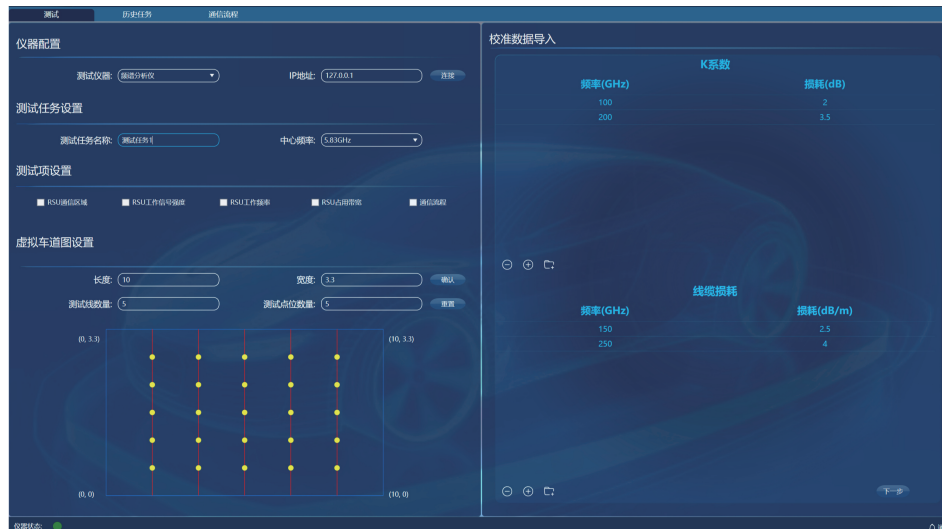 测试 历史任务 通信流程
仪器配置
测试仪器: 频谱分析仪 IP地址: 127.0.0.1 连接
测试任务设置
测试任务名称: 测试任务1 中心频率: 5.83GHz
测试项设置
RSU通信区域 RSU工作信号强度 RSU工作频率 RSU占用带宽 通信流程
虚拟车道图设置
长度: 10 宽度: 3.3 确认
测试线数量: 5 测试点位数量: 5 重置
(0, 3.3) (10, 3.3)
(0, 0) (10, 0)
仪器状态:
校准数据导入
K系数
频率(GHz) 损耗(dB)
100 2
200 3.5
线缆损耗
频率(GHz) 损耗(dB/m)
150 2.5
250 4
下一步